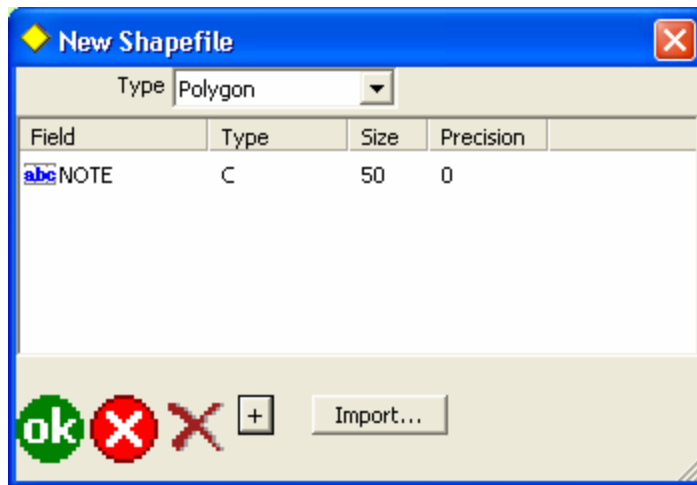 New Shapefile
Type Polygon
Field Type Size Precision
abc NOTE C 50 0
ok + Import...